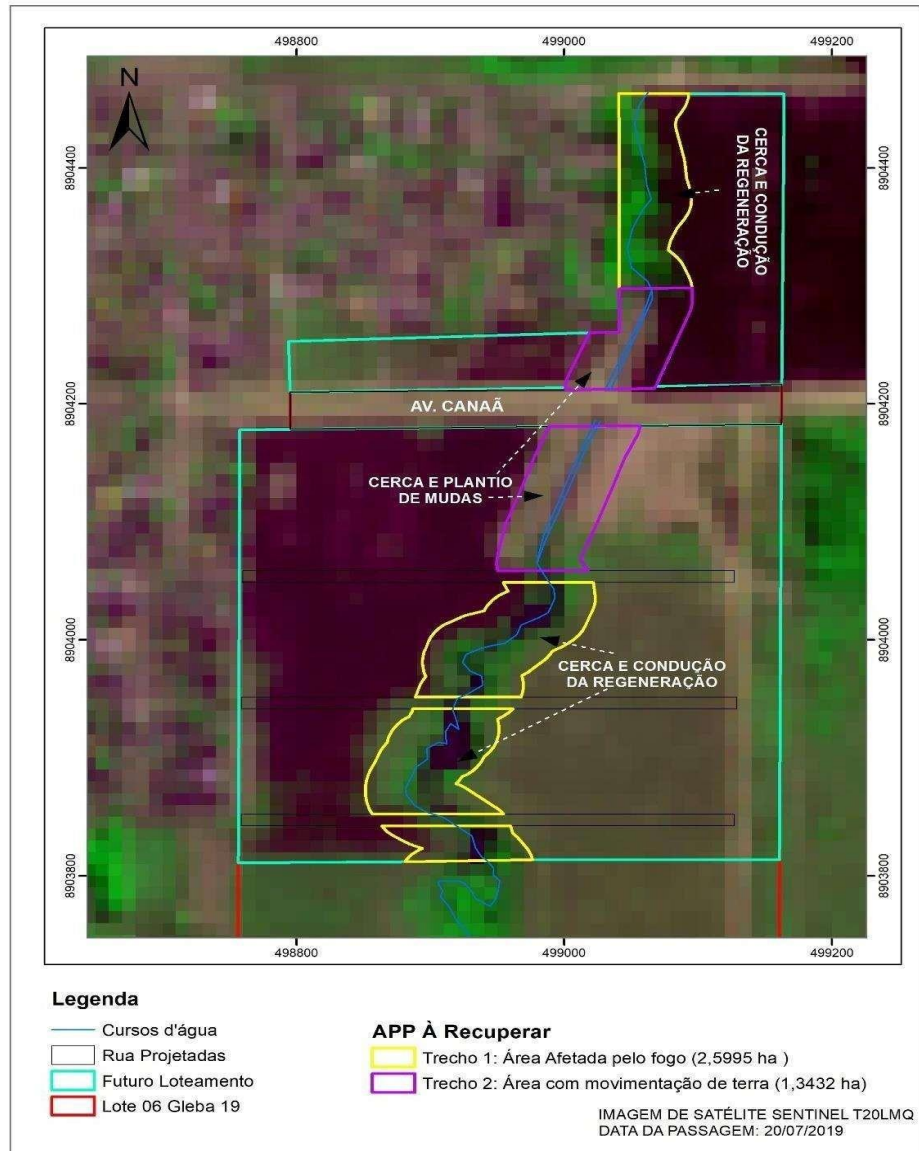 498800 499000 499200
N
8904400 8904400
CERCA E CONDUÇÃO
DA REGENERAÇÃO
8904200 8904200
AV. CANAÃ
CERCA E PLANTIO
DE MUDAS
8904000 8904000
CERCA E CONDUÇÃO
DA REGENERAÇÃO
8903800 8903800
498800 499000 499200
Legenda
Cursos d'água
Rua Projetadas
Futuro Loteamento
Lote 06 Gleba 19
APP À Recuperar
Trecho 1: Área Afetada pelo fogo (2,5995 ha )
Trecho 2: Área com movimentação de terra (1,3432 ha)
IMAGEM DE SATÉLITE SENTINEL T20LMQ
DATA DA PASSAGEM: 20/07/2019